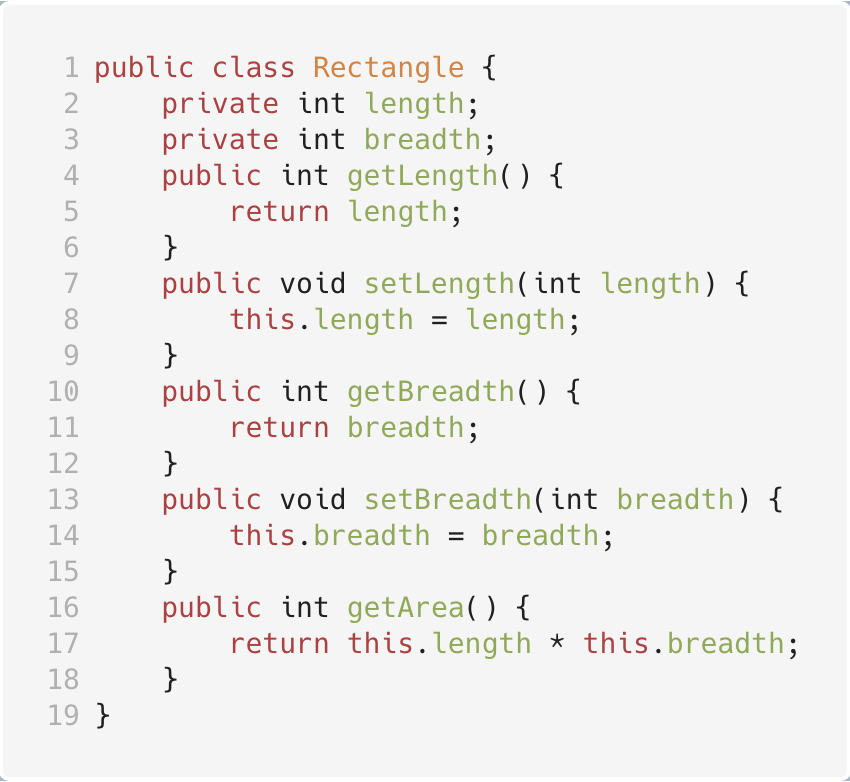 1 public class Rectangle {
2     private int length;
3     private int breadth;
4     public int getLength() {
5         return length;
6     }
7     public void setLength(int length) {
8         this.length = length;
9     }
10     public int getBreadth() {
11         return breadth;
12     }
13     public void setBreadth(int breadth) {
14         this.breadth = breadth;
15     }
16     public int getArea() {
17         return this.length * this.breadth;
18     }
19 }